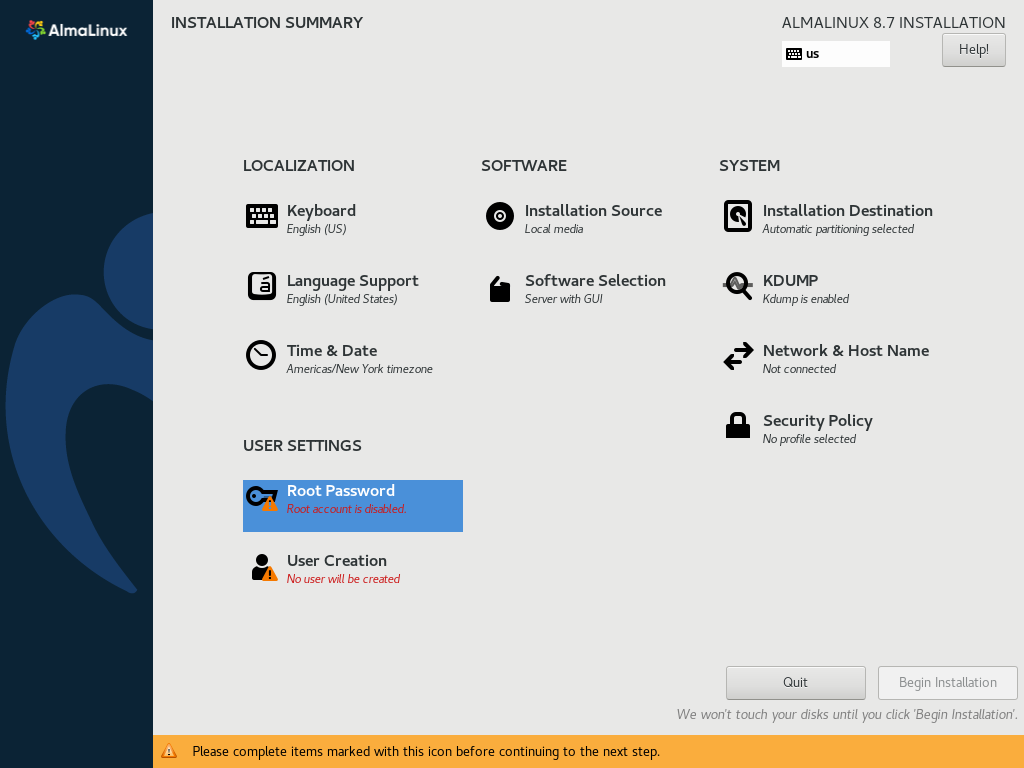 AlmaLinux
INSTALLATION SUMMARY
ALMALINUX 8.7 INSTALLATION
us
Help!
LOCALIZATION
Keyboard
English (US)
Language Support
English (United States)
Time & Date
Americas/New York timezone
SOFTWARE
Installation Source
Local media
Software Selection
Server with GUI
SYSTEM
Installation Destination
Automatic partitioning selected
KDUMP
Kdump is enabled
Network & Host Name
Not connected
Security Policy
No profile selected
USER SETTINGS
Root Password
Root account is disabled.
User Creation
No user will be created
Quit
Begin Installation
We won't touch your disks until you click 'Begin Installation'.
Please complete items marked with this icon before continuing to the next step.